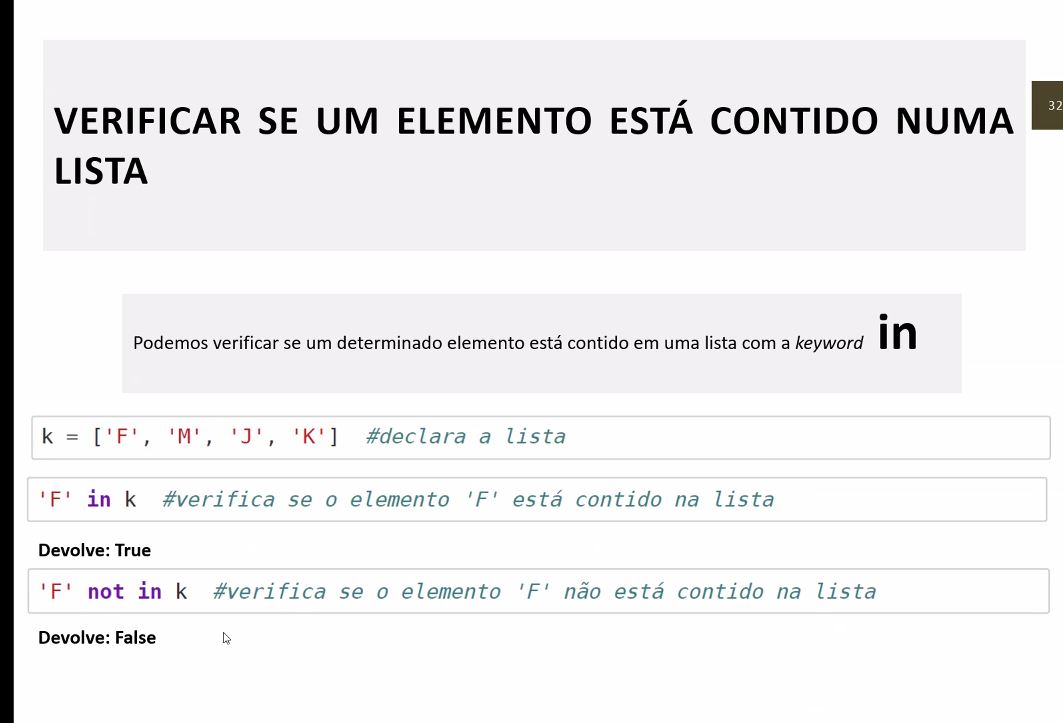 VERIFICAR SE UM ELEMENTO ESTÁ CONTIDO NUMA
LISTA
32
Podemos verificar se um determinado elemento está contido em uma lista com a keyword in
k = ['F', 'M', 'J', 'K']  #declara a lista
'F' in k  #verifica se o elemento 'F' está contido na lista
Devolve: True
'F' not in k  #verifica se o elemento 'F' não está contido na lista
Devolve: False